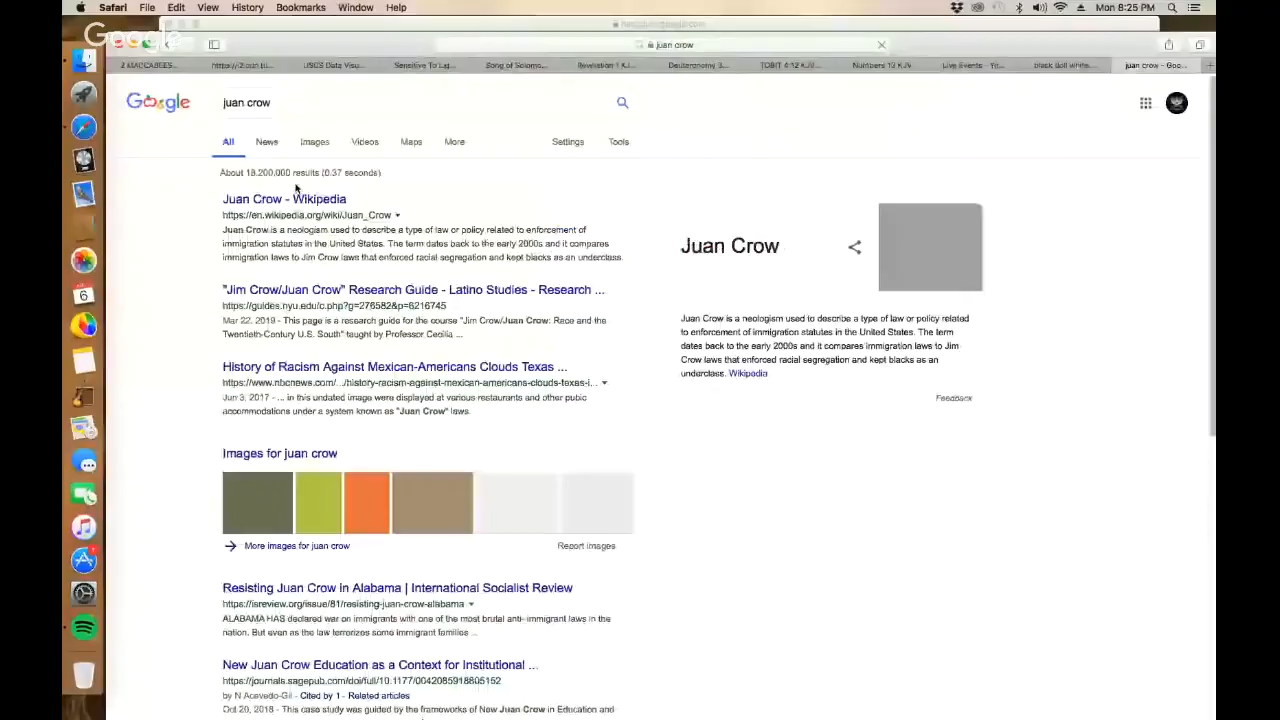 Safari File Edit View History Bookmarks Window Help Mon 8:25 PM
Google
juan crow
2 MACCABEES... USCS Data Visu... Sensitive To Lig... Song of Solomo... Revelation 1 KJ... Deuteronomy 3... TOBIT 4:12 KJV... Numbers 12 KJV Live Events - Yo... black doll white... juan crow - Goo...
Google juan crow
All News Images Videos Maps More Settings Tools
About 18,200,000 results (0.37 seconds)
Juan Crow - Wikipedia
https://en.wikipedia.org/wiki/Juan_Crow
Juan Crow is a neologism used to describe a type of law or policy related to enforcement of
immigration statutes in the United States. The term dates back to the early 2000s and it compares
immigration laws to Jim Crow laws that enforced racial segregation and kept blacks as an underclass.
"Jim Crow/Juan Crow" Research Guide - Latino Studies - Research ...
https://guides.nyu.edu/c.php?g=276582&p=6216745
Mar 22, 2019 - This page is a research guide for the course "Jim Crow/Juan Crow: Race and the
Twentieth-Century U.S. South" taught by Professor Cecilia ...
History of Racism Against Mexican-Americans Clouds Texas ...
https://www.nbcnews.com/.../history-racism-against-mexican-americans-clouds-texas-i...
Jun 3, 2017 - ... in this undated image were displayed at various restaurants and other pubic
accommodations under a system known as "Juan Crow" laws.
Images for juan crow
More images for juan crow Report images
Resisting Juan Crow in Alabama | International Socialist Review
https://isreview.org/issue/81/resisting-juan-crow-alabama
ALABAMA HAS declared war on immigrants with one of the most brutal anti-immigrant laws in the
nation. But even as the law terrorizes some immigrant families ...
New Juan Crow Education as a Context for Institutional ...
https://journals.sagepub.com/doi/full/10.1177/0042085918805152
by N Acevedo-Gil - Cited by 1 - Related articles
Oct 20, 2018 - This case study was guided by the frameworks of New Juan Crow in Education and
Juan Crow
Juan Crow is a neologism used to describe a type of law or policy related
to enforcement of immigration statutes in the United States. The term
dates back to the early 2000s and it compares immigration laws to Jim
Crow laws that enforced racial segregation and kept blacks as an
underclass. Wikipedia
Feedback
6